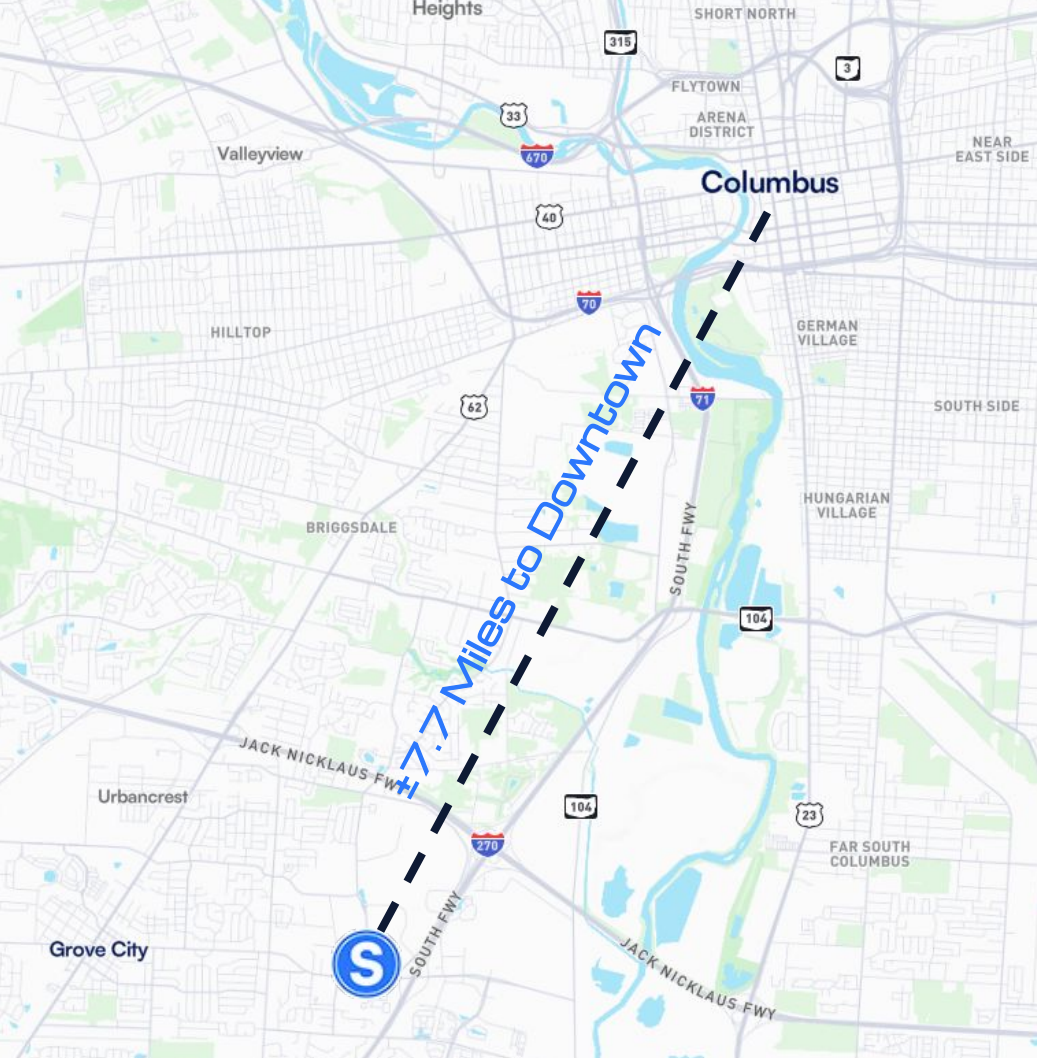 Heights
SHORT NORTH
315
3
FLYTOWN
33
ARENA
DISTRICT
NEAR
EAST SIDE
Valleyview
670
Columbus
40
70
HILLTOP
GERMAN
VILLAGE
71
62
SOUTH SIDE
HUNGARIAN
VILLAGE
BRIGGSDALE
SOUTH FWY
±7.7 Miles to Downtown
104
JACK NICKLAUS FWY
Urbancrest
104
23
270
FAR SOUTH
COLUMBUS
SOUTH FWY
Grove City
S
JACK NICKLAUS FWY